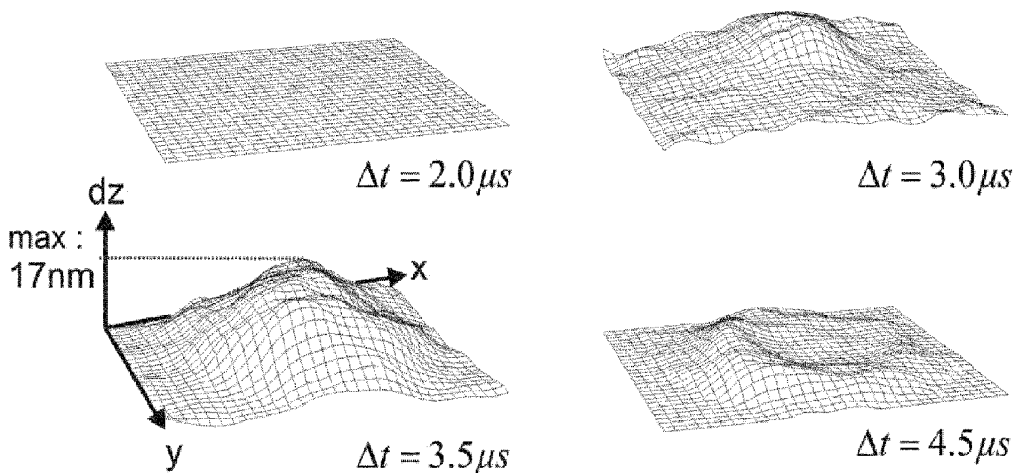 Δt = 2.0μs
Δt = 3.0μs
dz
max :
17nm
x
y
Δt = 3.5μs
Δt = 4.5μs